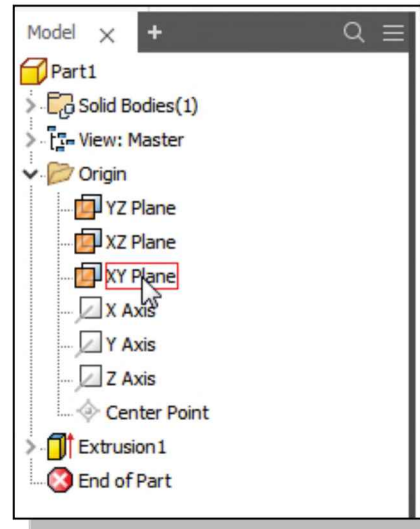 Model × +
Part1
Solid Bodies(1)
View: Master
Origin
YZ Plane
XZ Plane
XY Plane
X Axis
Y Axis
Z Axis
Center Point
Extrusion1
End of Part